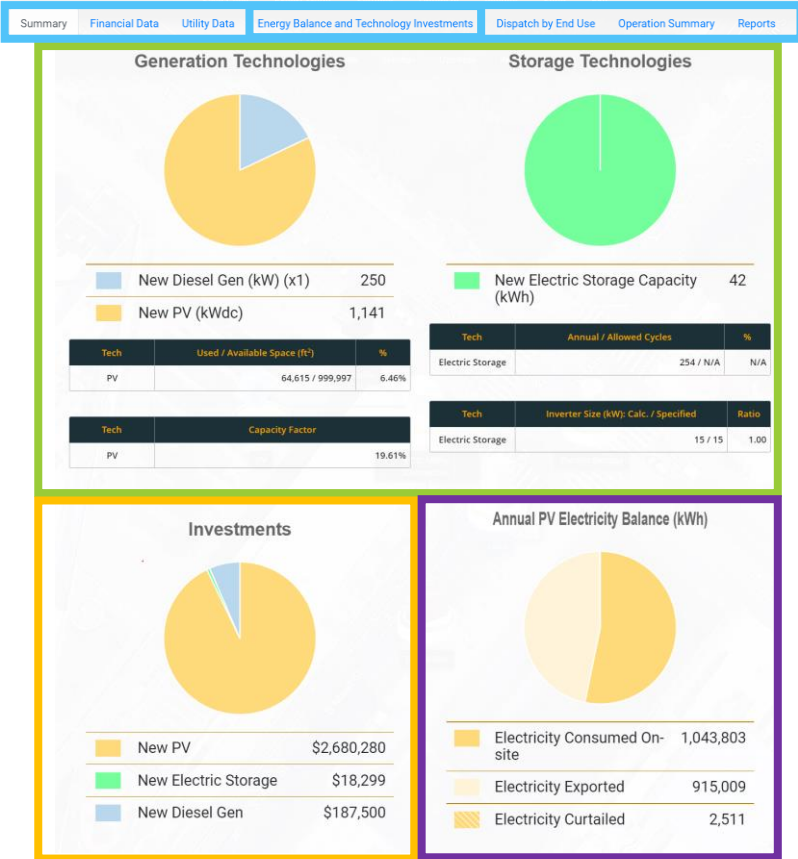 Summary Financial Data Utility Data Energy Balance and Technology Investments Dispatch by End Use Operation Summary Reports
Generation Technologies
New Diesel Gen (kW) (x1) 250
New PV (kWdc) 1,141
Tech Used / Available Space (ft²) %
PV 64,615 / 999,997 6.46%
Tech Capacity Factor
PV 19.61%
Storage Technologies
New Electric Storage Capacity 42
(kWh)
Tech Annual / Allowed Cycles %
Electric Storage 254 / N/A N/A
Tech Inverter Size (kW): Calc. / Specified Ratio
Electric Storage 15 / 15 1.00
Investments
New PV $2,680,280
New Electric Storage $18,299
New Diesel Gen $187,500
Annual PV Electricity Balance (kWh)
Electricity Consumed On- 1,043,803
site
Electricity Exported 915,009
Electricity Curtailed 2,511